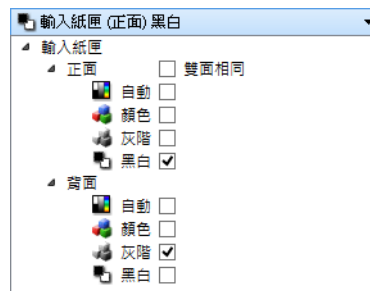 輸入紙匣 (正面) 黑白
輸入紙匣
正面 雙面相同
自動
顏色
灰階
黑白
背面
自動
顏色
灰階
黑白